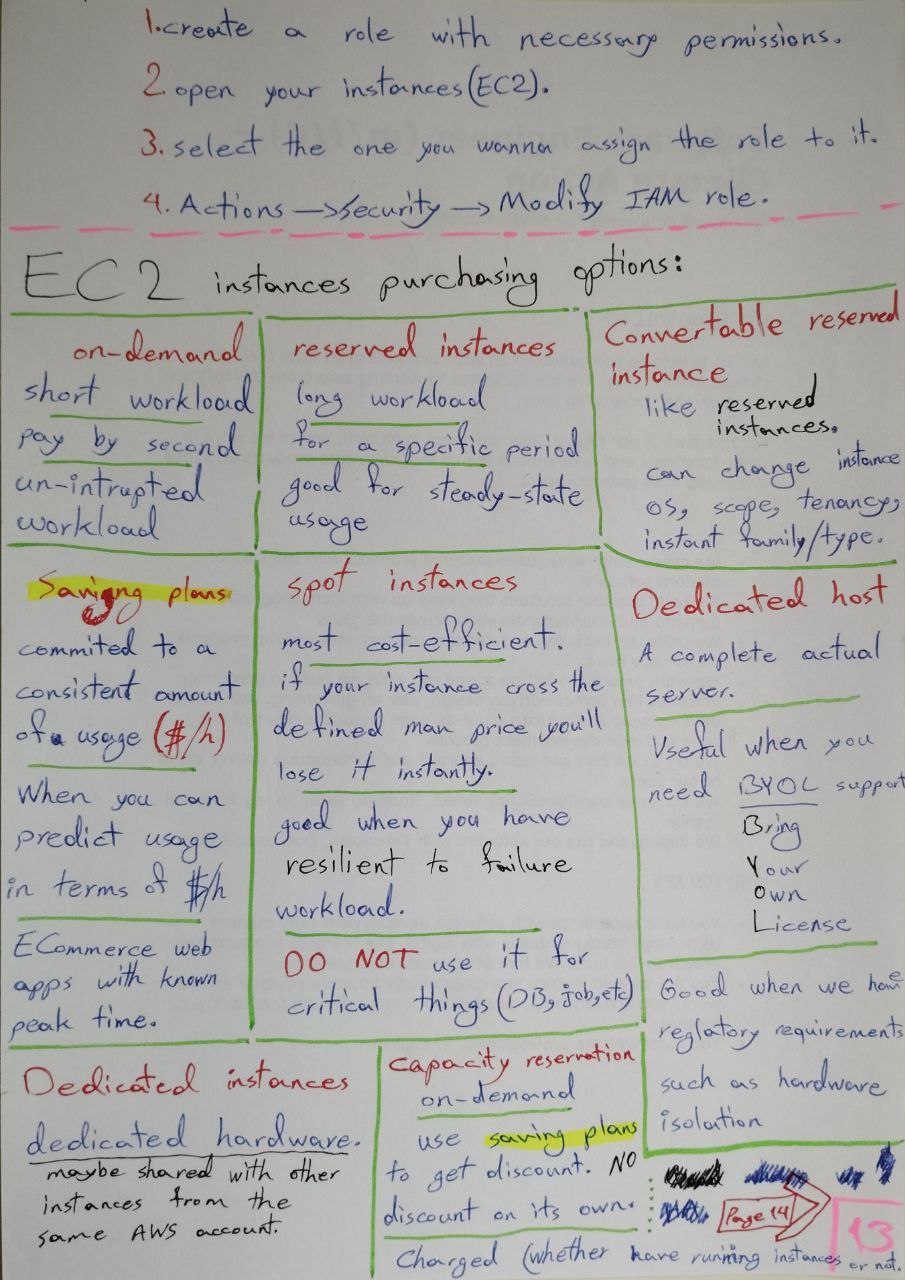 1. create a role with necessary permissions.
2. open your instances (EC2).
3. select the one you wanna assign the role to it.
4. Actions → Security → Modify IAM role.
EC2 instances purchasing options:
on-demand
short workload
pay by second
un-intrupted
workload
reserved instances
long workload
for a specific period
good for steady-state
usage
Convertable reserved
instance
like reserved
instances.
can change instance
OS, scope, tenancy,
instant family/type.
Saving plans
commited to a
consistent amount
of usage ($/h)
When you can
predict usage
in terms of $/h
ECommerce web
apps with known
peak time.
spot instances
most cost-efficient.
if your instance cross the
defined max price you'll
lose it instantly.
good when you have
resilient to failure
workload.
DO NOT use it for
critical things (DB, job, etc)
Dedicated host
A complete actual
server.
Useful when you
need BYOL support
Bring
Your
Own
License
Good when we have
reglatory requirements
such as hardware
isolation
Dedicated instances
dedicated hardware.
maybe shared with other
instances from the
same AWS account.
capacity reservation
on-demand
use saving plans
to get discount. NO
discount on its own.
Charged (whether have running instances or not.
Page 14
13